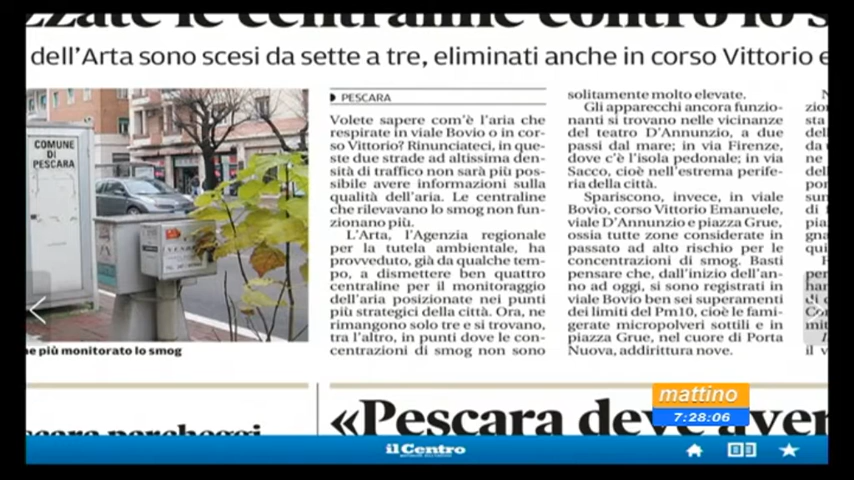 dell'Arta sono scesi da sette a tre, eliminati anche in corso Vittorio e
COMUNE
DI
PESCARA
più monitorato lo smog
PESCARA
Volete sapere com'è l'aria che
respirate in viale Bovio o in cor-
so Vittorio? Rinunciateci, in que-
ste due strade ad altissima den-
sità di traffico non sarà più pos-
sibile avere informazioni sulla
qualità dell'aria. Le centraline
che rilevavano lo smog non fun-
zionano più.
L'Arta, l'Agenzia regionale
per la tutela ambientale, ha
provveduto, già da qualche tem-
po, a dismettere ben quattro
centraline per il monitoraggio
dell'aria posizionate nei punti
più strategici della città. Ora, ne
rimangono solo tre e si trovano,
tra l'altro, in punti dove le con-
centrazioni di smog non sono
solitamente molto elevate.
Gli apparecchi ancora funzio-
nanti si trovano nelle vicinanze
del teatro D'Annunzio, a due
passi dal mare; in via Firenze,
dove c'è l'isola pedonale; in via
Sacco, cioè nell'estrema perife-
ria della città.
Spariscono, invece, in viale
Bovio, corso Vittorio Emanuele,
viale D'Annunzio e piazza Grue,
ossia tutte zone considerate in
passato ad alto rischio per le
concentrazioni di smog. Basti
pensare che, dall'inizio dell'an-
no ad oggi, si sono registrati in
viale Bovio ben sei superamenti
dei limiti del Pm10, cioè le fami-
gerate micropolveri sottili e in
piazza Grue, nel cuore di Porta
Nuova, addirittura nove.
«Pescara deve
mattino
7:28:06
il Centro